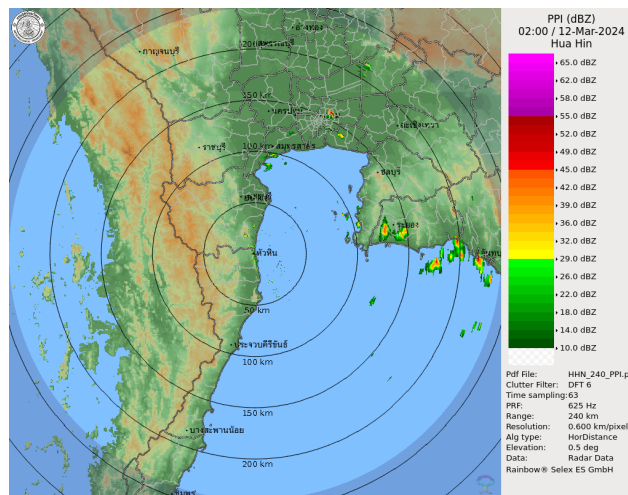 PPI (dBZ)
02:00 / 12-Mar-2024
Hua Hin
65.0 dBZ
62.0 dBZ
58.0 dBZ
55.0 dBZ
52.0 dBZ
49.0 dBZ
45.0 dBZ
42.0 dBZ
39.0 dBZ
36.0 dBZ
32.0 dBZ
29.0 dBZ
26.0 dBZ
22.0 dBZ
18.0 dBZ
14.0 dBZ
10.0 dBZ
Pdf File: HHN_240_PPI.p
Clutter Filter: DFT 6
Time sampling: 63
PRF: 625 Hz
Range: 240 km
Resolution: 0.600 km/pixel
Alg type: HorDistance
Elevation: 0.5 deg
Data: Radar Data
Rainbow® Selex ES GmbH
อ่างทอง
กาญจนบุรี
150 km
นครปฐม
ฉะเชิงเทรา
ราชบุรี
100 km
สมุทรสาคร
ชลบุรี
ระยอง
หัวหิน
50 km
ประจวบคีรีขันธ์
100 km
150 km
บางสะพานน้อย
200 km
ชุมพร